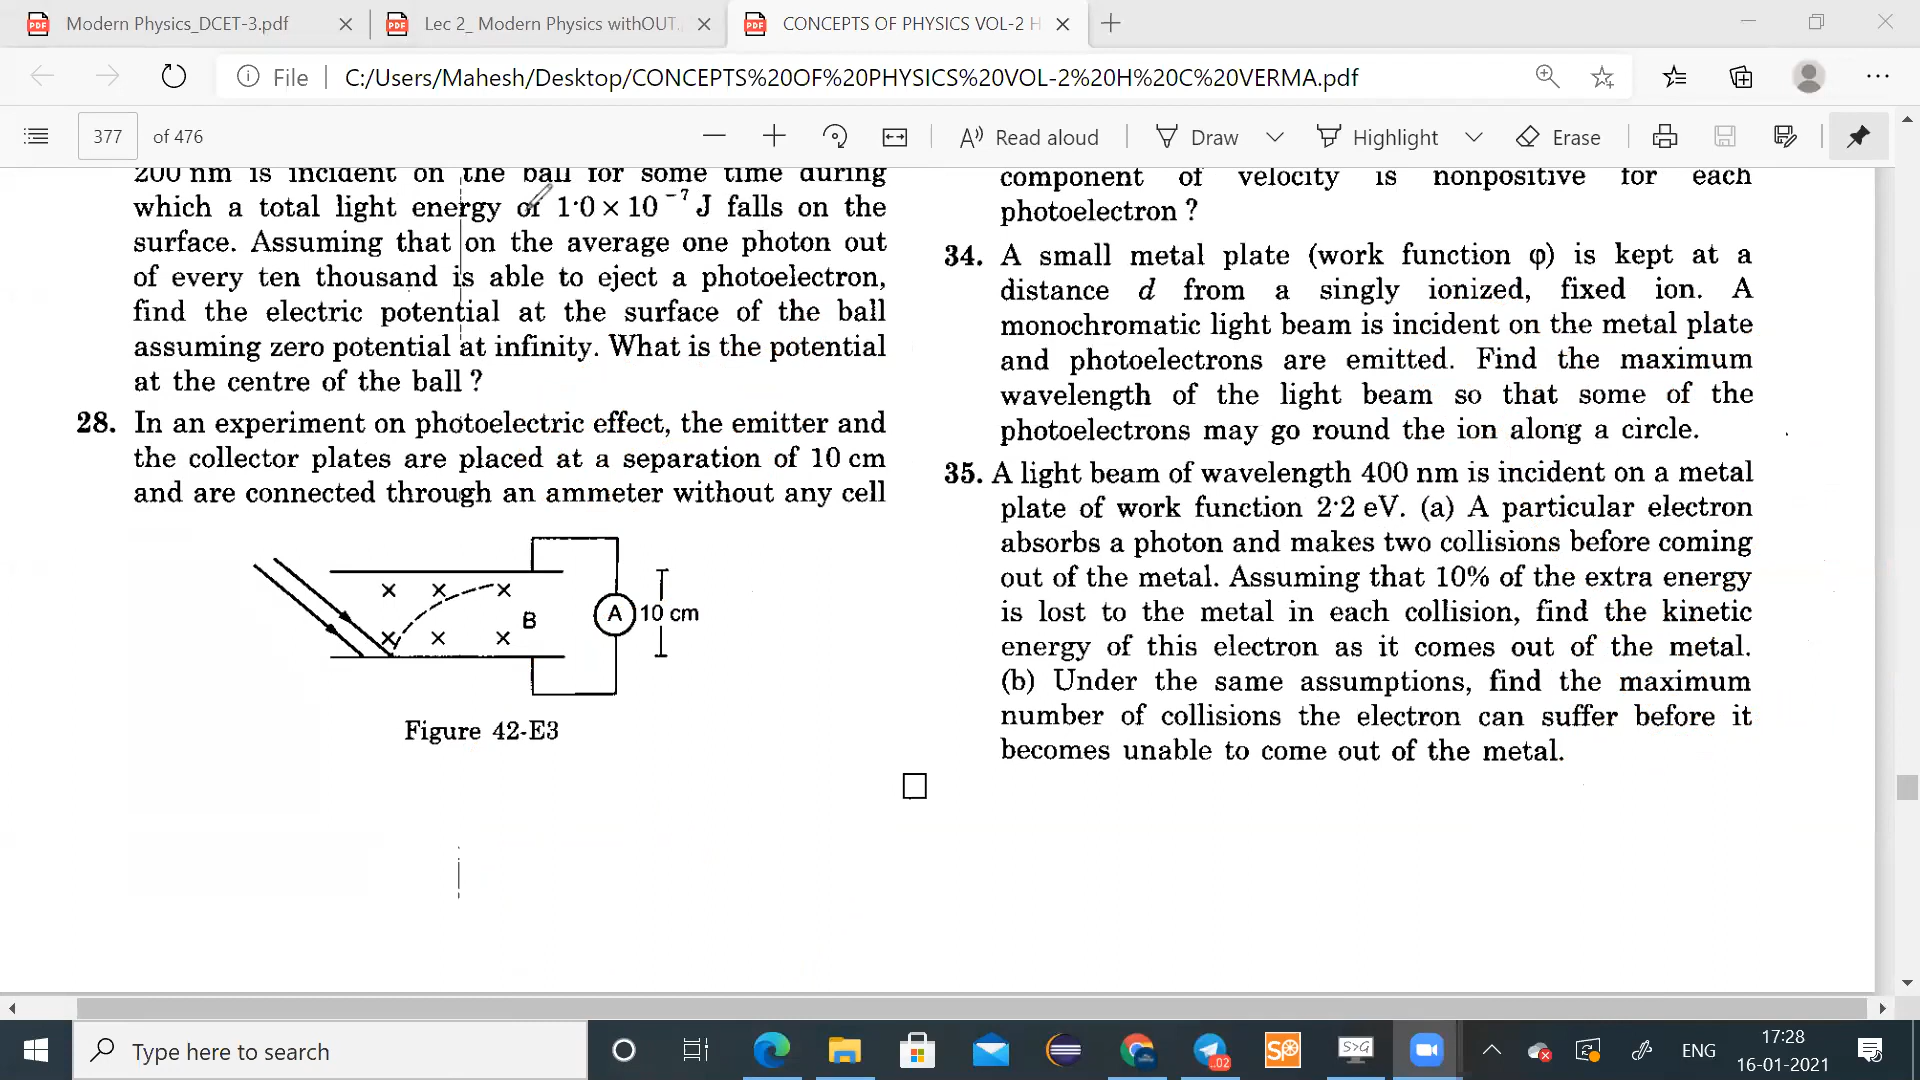 Modern Physics_DCET-3.pdf
Lec 2_ Modern Physics withOUT.
CONCEPTS OF PHYSICS VOL-2 H
File
C:/Users/Mahesh/Desktop/CONCEPTS%20OF%20PHYSICS%20VOL-2%20H%20C%20VERMA.pdf
377 of 476
Read aloud
Draw
Highlight
Erase
200 nm is incident on the ball for some time during
which a total light energy of 1·0 × 10⁻⁷ J falls on the
surface. Assuming that on the average one photon out
of every ten thousand is able to eject a photoelectron,
find the electric potential at the surface of the ball
assuming zero potential at infinity. What is the potential
at the centre of the ball ?
28. In an experiment on photoelectric effect, the emitter and
the collector plates are placed at a separation of 10 cm
and are connected through an ammeter without any cell
× × ×
B
A
10 cm
× × ×
Figure 42-E3
component of velocity is nonpositive for each
photoelectron ?
34. A small metal plate (work function φ) is kept at a
distance d from a singly ionized, fixed ion. A
monochromatic light beam is incident on the metal plate
and photoelectrons are emitted. Find the maximum
wavelength of the light beam so that some of the
photoelectrons may go round the ion along a circle.
35. A light beam of wavelength 400 nm is incident on a metal
plate of work function 2·2 eV. (a) A particular electron
absorbs a photon and makes two collisions before coming
out of the metal. Assuming that 10% of the extra energy
is lost to the metal in each collision, find the kinetic
energy of this electron as it comes out of the metal.
(b) Under the same assumptions, find the maximum
number of collisions the electron can suffer before it
becomes unable to come out of the metal.
Type here to search
..02
SP
S>G
ENG
17:28
16-01-2021